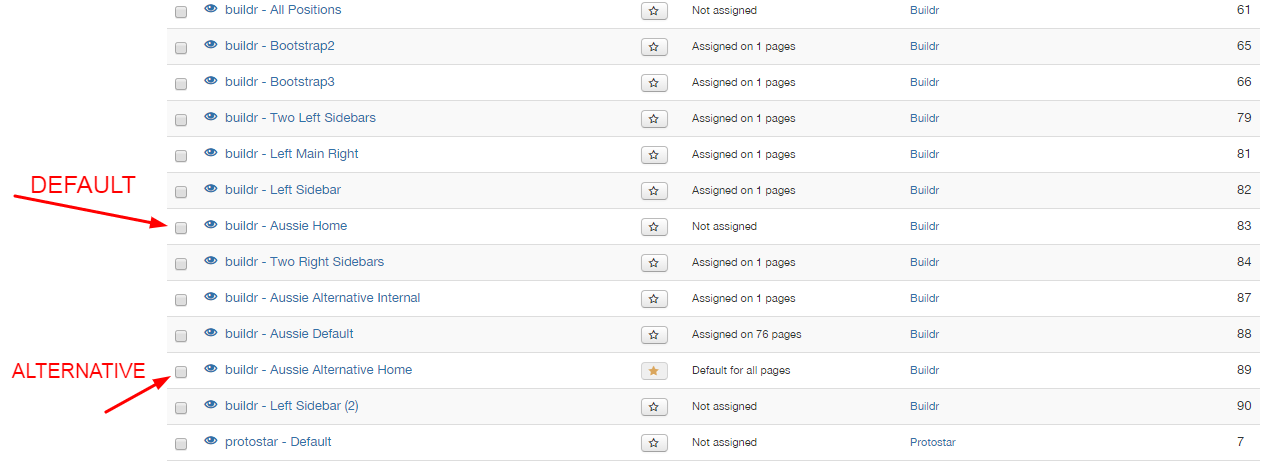 buildr - All Positions Not assigned Buildr 61
buildr - Bootstrap2 Assigned on 1 pages Buildr 65
buildr - Bootstrap3 Assigned on 1 pages Buildr 66
buildr - Two Left Sidebars Assigned on 1 pages Buildr 79
buildr - Left Main Right Assigned on 1 pages Buildr 81
DEFAULT
buildr - Left Sidebar Assigned on 1 pages Buildr 82
buildr - Aussie Home Not assigned Buildr 83
buildr - Two Right Sidebars Assigned on 1 pages Buildr 84
buildr - Aussie Alternative Internal Assigned on 1 pages Buildr 87
buildr - Aussie Default Assigned on 76 pages Buildr 88
ALTERNATIVE
buildr - Aussie Alternative Home Default for all pages Buildr 89
buildr - Left Sidebar (2) Not assigned Buildr 90
protostar - Default Not assigned Protostar 7